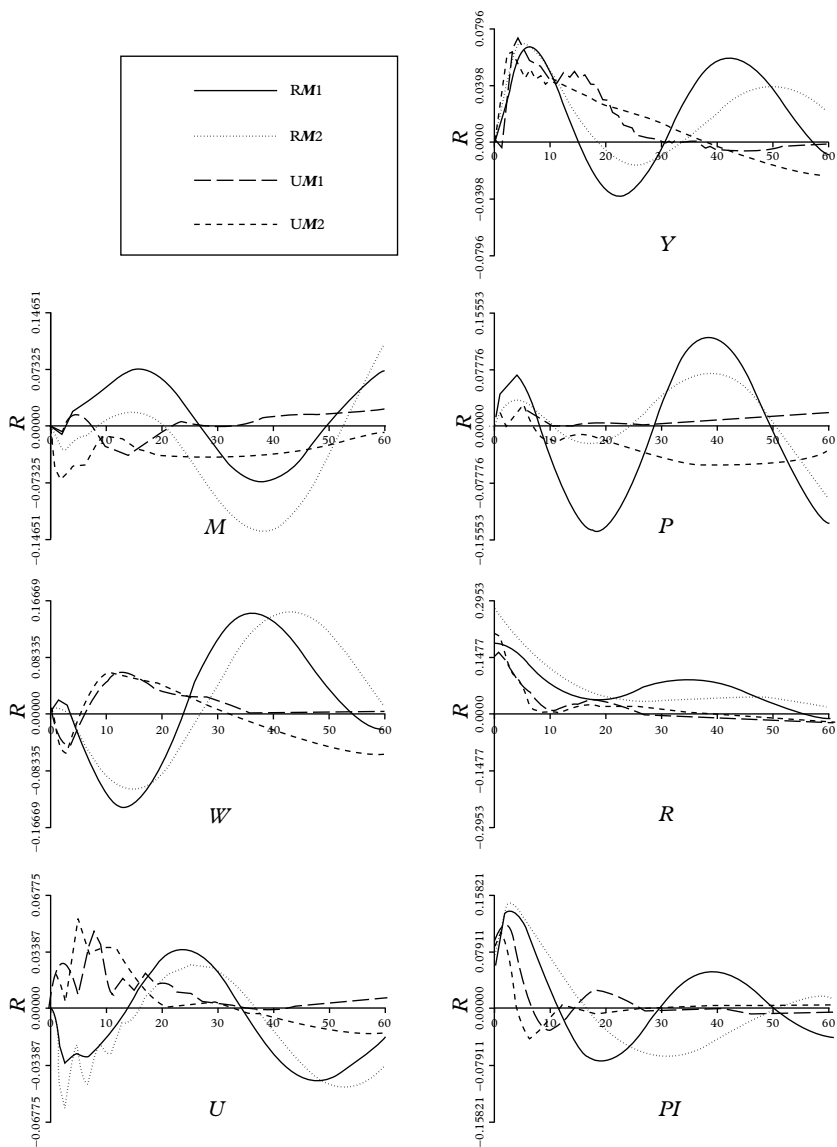 RM1
RM2
UM1
UM2
R
0.0796
0.0398
0.0000
−0.0398
−0.0796
0 10 20 30 40 50 60
Y
R
0.14651
0.07325
0.00000
−0.07325
−0.14651
0 10 20 30 40 50 60
M
R
0.15553
0.07776
0.00000
−0.07776
−0.15553
0 10 20 30 40 50 60
P
R
0.16669
0.08335
0.00000
−0.08335
−0.16669
0 10 20 30 40 50 60
W
R
0.2953
0.1477
0.0000
−0.1477
−0.2953
0 10 20 30 40 50 60
R
R
0.06775
0.03387
0.00000
−0.03387
−0.06775
0 10 20 30 40 50 60
U
R
0.15821
0.07911
0.00000
−0.07911
−0.15821
0 10 20 30 40 50 60
PI